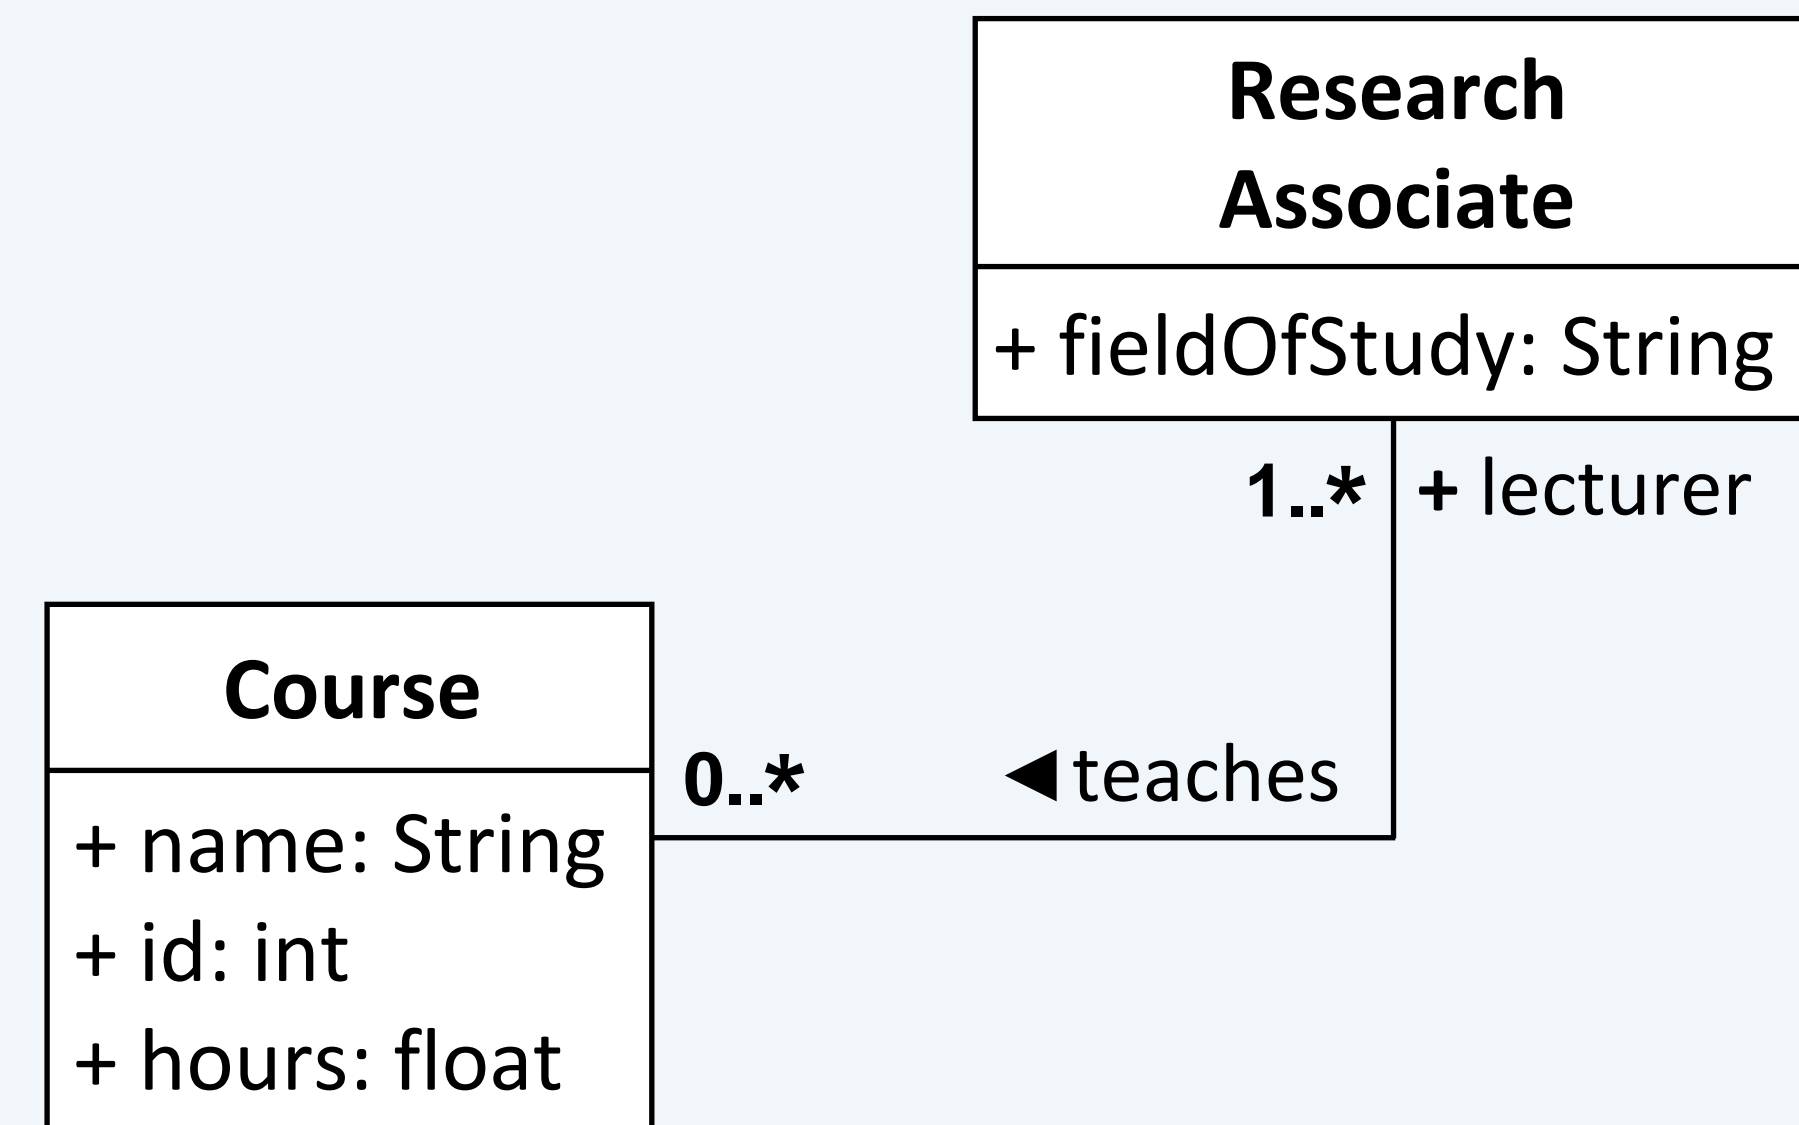 Research
Associate
+ fieldOfStudy: String
1..* + lecturer
Course
0..* ◀ teaches
+ name: String
+ id: int
+ hours: float